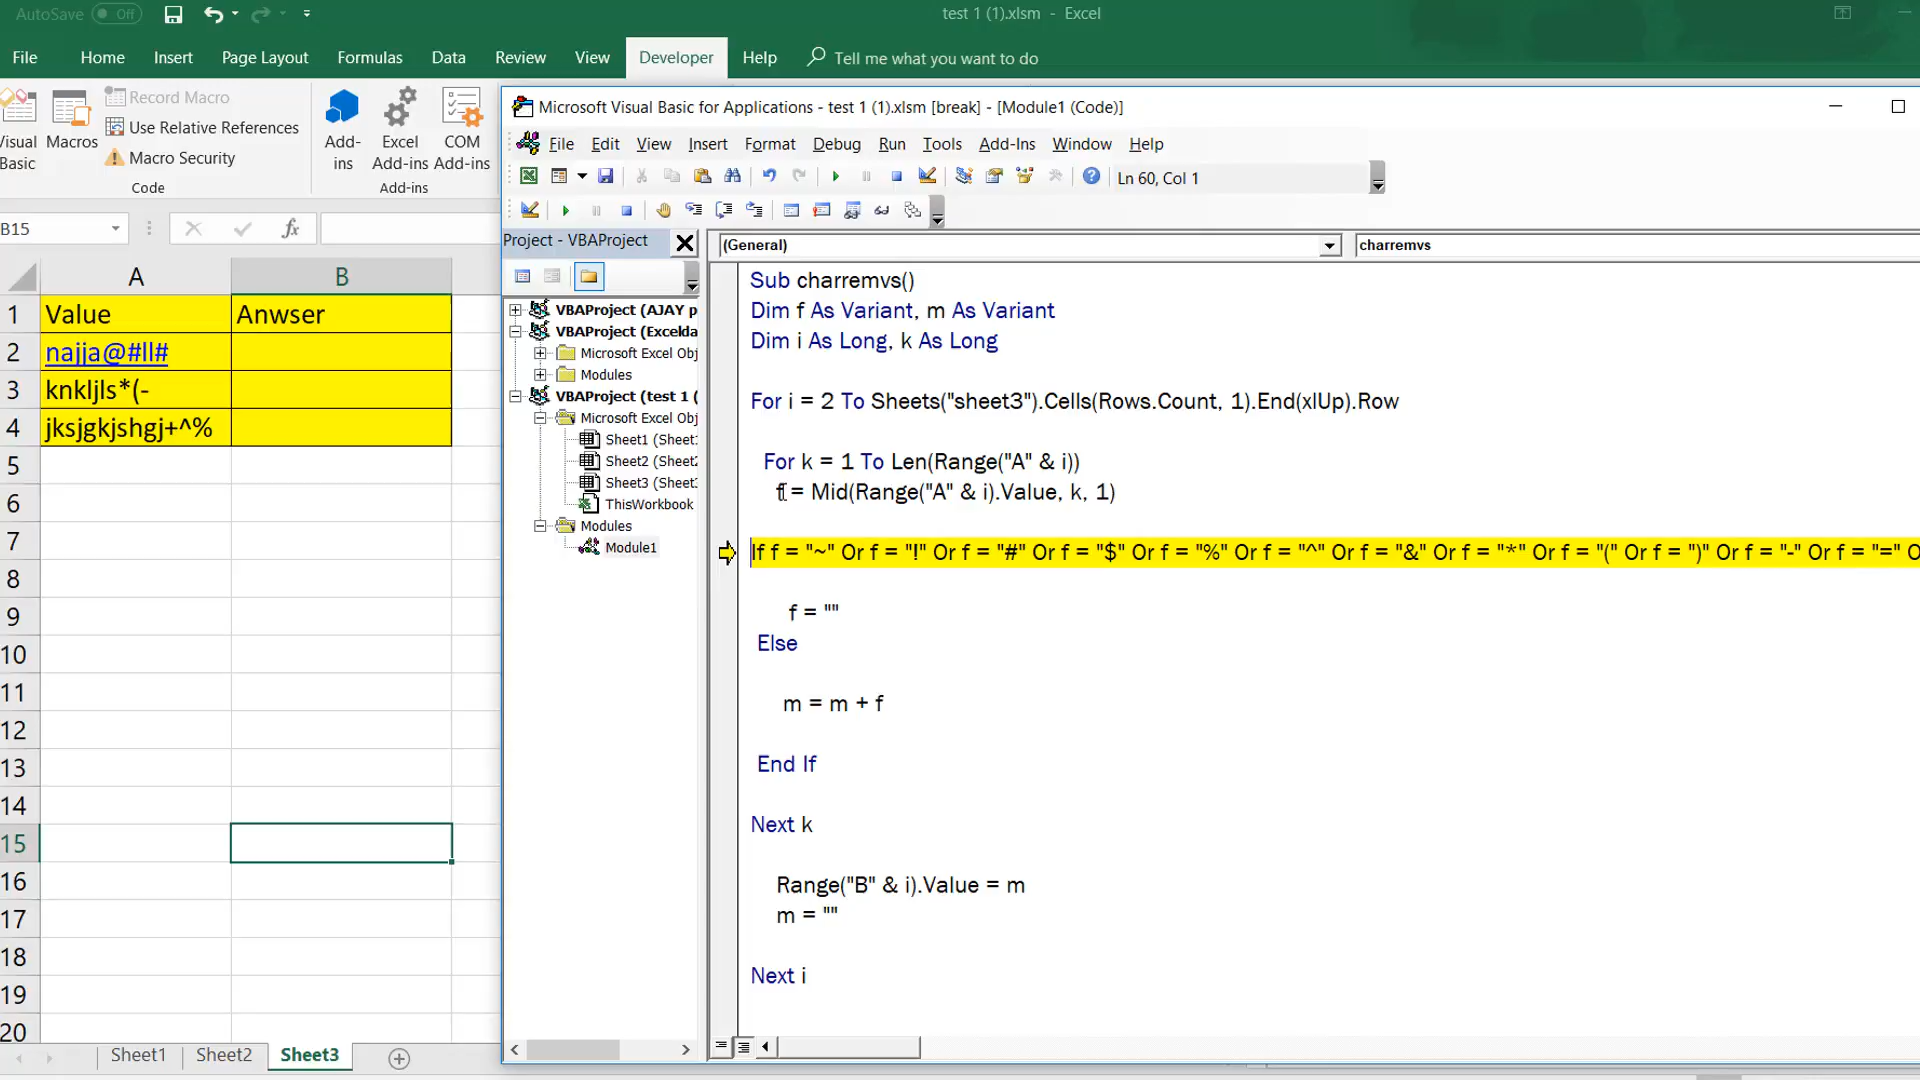 AutoSave Off
test 1 (1).xlsm - Excel
File Home Insert Page Layout Formulas Data Review View Developer Help Tell me what you want to do
Record Macro
Use Relative References
Macro Security
Visual Basic
Macros
Code
Add-ins
Excel Add-ins
COM Add-ins
Add-ins
B15
fx
A B
1 Value Anwser
2 najja@#ll#
3 knkljls*(-
4 jksjgkjshgj+^%
5
6
7
8
9
10
11
12
13
14
15
16
17
18
19
20
Sheet1 Sheet2 Sheet3
Microsoft Visual Basic for Applications - test 1 (1).xlsm [break] - [Module1 (Code)]
File Edit View Insert Format Debug Run Tools Add-Ins Window Help
Ln 60, Col 1
Project - VBAProject
VBAProject (AJAY p
VBAProject (Excelda
Microsoft Excel Obj
Modules
VBAProject (test 1 (
Microsoft Excel Obj
Sheet1 (Sheet1
Sheet2 (Sheet2
Sheet3 (Sheet3
ThisWorkbook
Modules
Module1
(General) charremvs
Sub charremvs()
Dim f As Variant, m As Variant
Dim i As Long, k As Long
For i = 2 To Sheets("sheet3").Cells(Rows.Count, 1).End(xlUp).Row
For k = 1 To Len(Range("A" & i))
f = Mid(Range("A" & i).Value, k, 1)
If f = "~" Or f = "!" Or f = "#" Or f = "$" Or f = "%" Or f = "^" Or f = "&" Or f = "*" Or f = "(" Or f = ")" Or f = "-" Or f = "=" O
f = ""
Else
m = m + f
End If
Next k
Range("B" & i).Value = m
m = ""
Next i